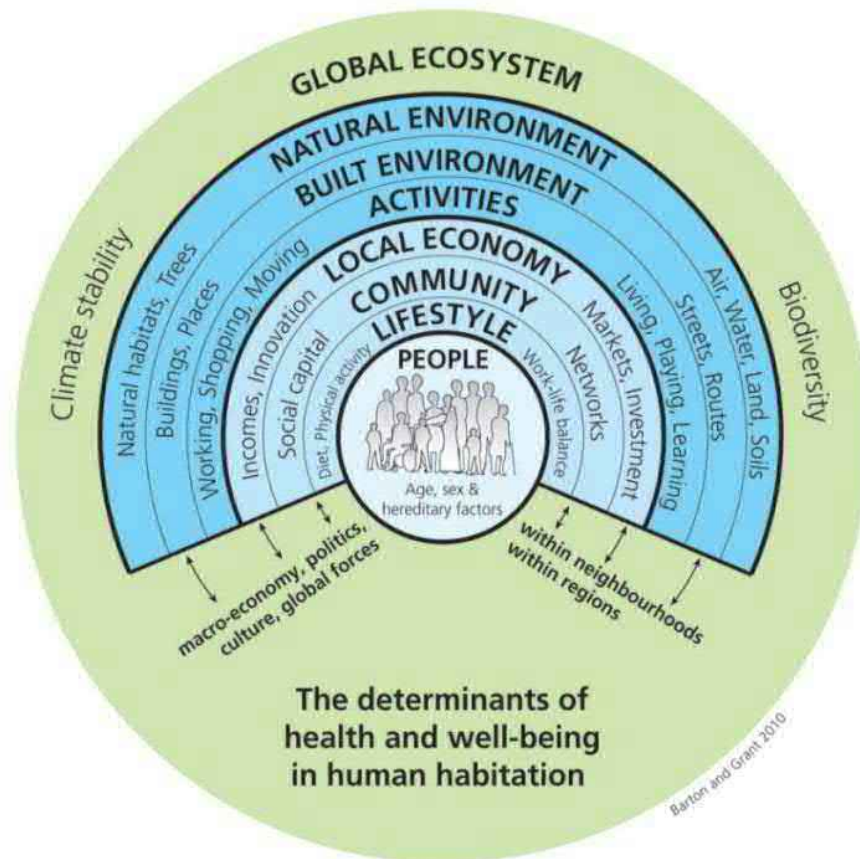 GLOBAL ECOSYSTEM
NATURAL ENVIRONMENT
BUILT ENVIRONMENT
ACTIVITIES
LOCAL ECONOMY
COMMUNITY
LIFESTYLE
PEOPLE
Age, sex &
hereditary factors
Climate stability
Natural habitats, Trees
Buildings, Places
Working, Shopping, Moving
Incomes, Innovation
Social capital
Diet, Physical activity
Work-life balance
Networks
Markets, Investment
Living, Playing, Learning
Streets, Routes
Air, Water, Land, Soils
Biodiversity
macro-economy, politics,
culture, global forces
within neighbourhoods
within regions
The determinants of
health and well-being
in human habitation
Barton and Grant 2010